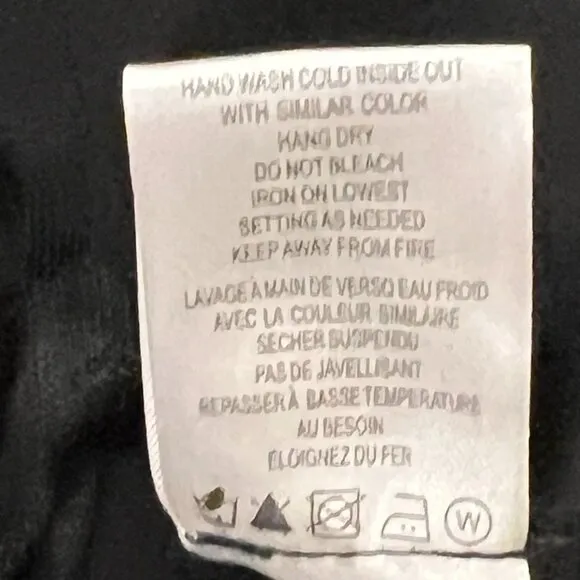 HAND WASH COLD INSIDE OUT
WITH SIMILAR COLOR
HANG DRY
DO NOT BLEACH
IRON ON LOWEST
SETTING AS NEEDED
KEEP AWAY FROM FIRE
LAVAGE À MAIN DE VERSO EAU FROID
AVEC LA COULEUR SIMILAIRE
SECHER SUSPENDU
PAS DE JAVELLISANT
REPASSER À BASSE TEMPERATURE
AU BESOIN
ELOIGNEZ DU FER
W